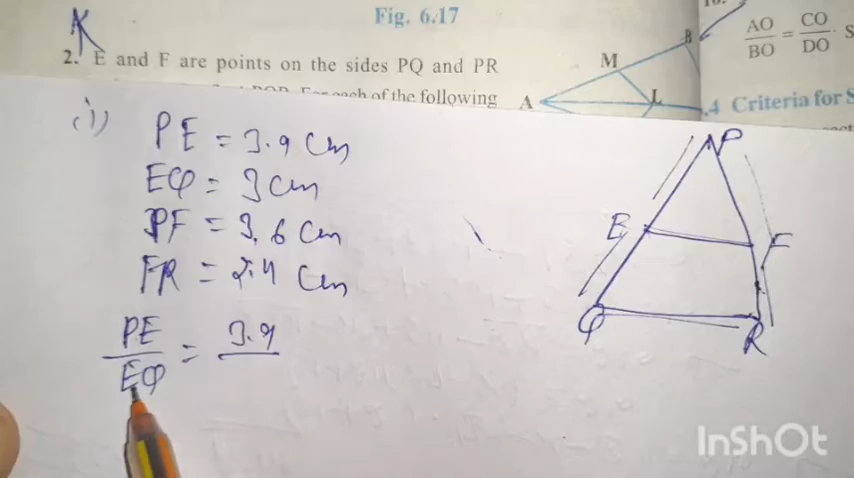 Fig. 6.17
2. E and F are points on the sides PQ and PR
each of the following
AO/BO = CO/DO. S
.4 Criteria for S
A
M
B
L
(i)
PE = 3.9 cm
EQ = 3 cm
PF = 3.6 cm
FR = 2.4 cm
PE/EQ = 3.9
P
E
F
Q
R
InShOt